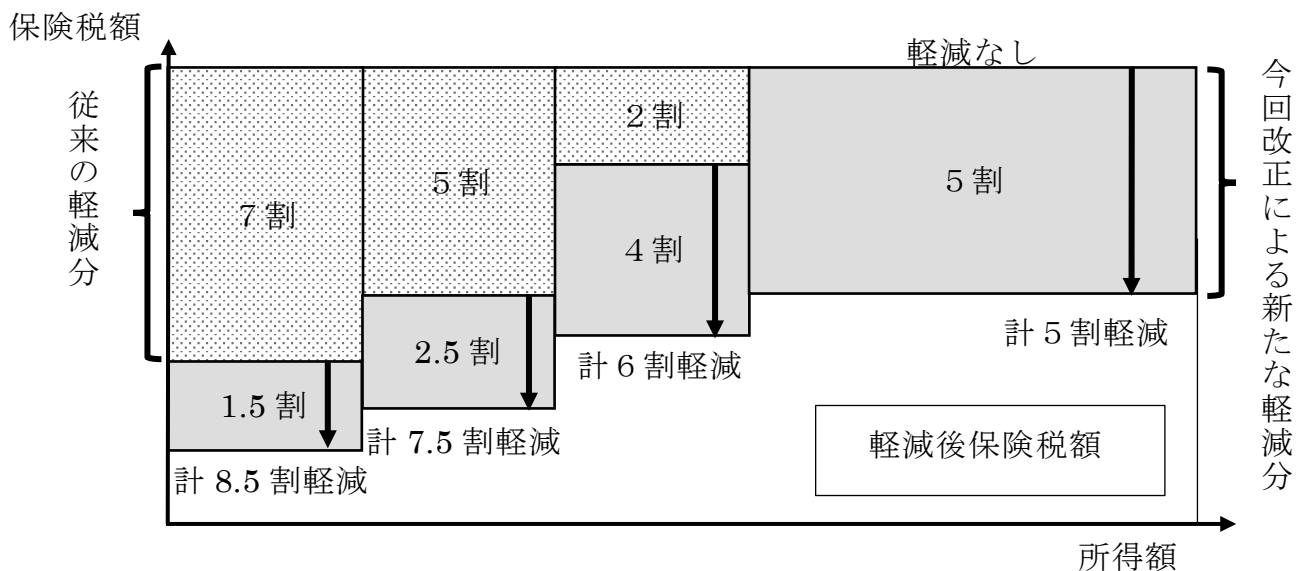 保険税額
軽減なし
従来の軽減分
今回改正による新たな軽減分
7割
5割
2割
5割
4割
1.5割
2.5割
計6割軽減
計5割軽減
計7.5割軽減
計8.5割軽減
軽減後保険税額
所得額